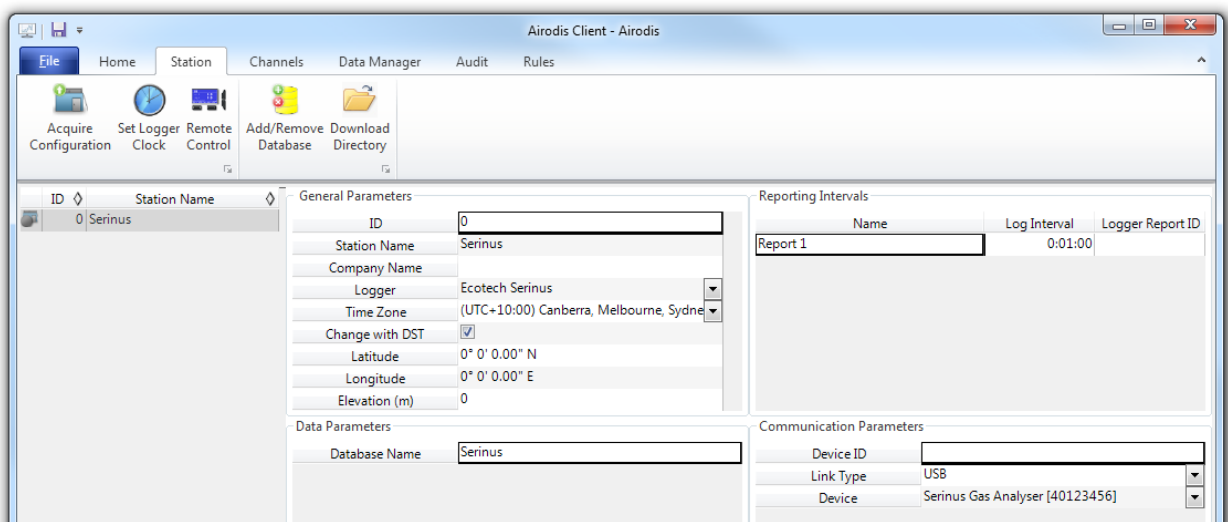 Airodis Client - Airodis
File Home Station Channels Data Manager Audit Rules
Acquire Configuration
Set Logger Clock
Remote Control
Add/Remove Database
Download Directory
ID Station Name
0 Serinus
General Parameters
ID 0
Station Name Serinus
Company Name
Logger Ecotech Serinus
Time Zone (UTC+10:00) Canberra, Melbourne, Sydne
Change with DST
Latitude 0° 0' 0.00" N
Longitude 0° 0' 0.00" E
Elevation (m) 0
Data Parameters
Database Name Serinus
Reporting Intervals
Name Log Interval Logger Report ID
Report 1 0:01:00
Communication Parameters
Device ID
Link Type USB
Device Serinus Gas Analyser [40123456]